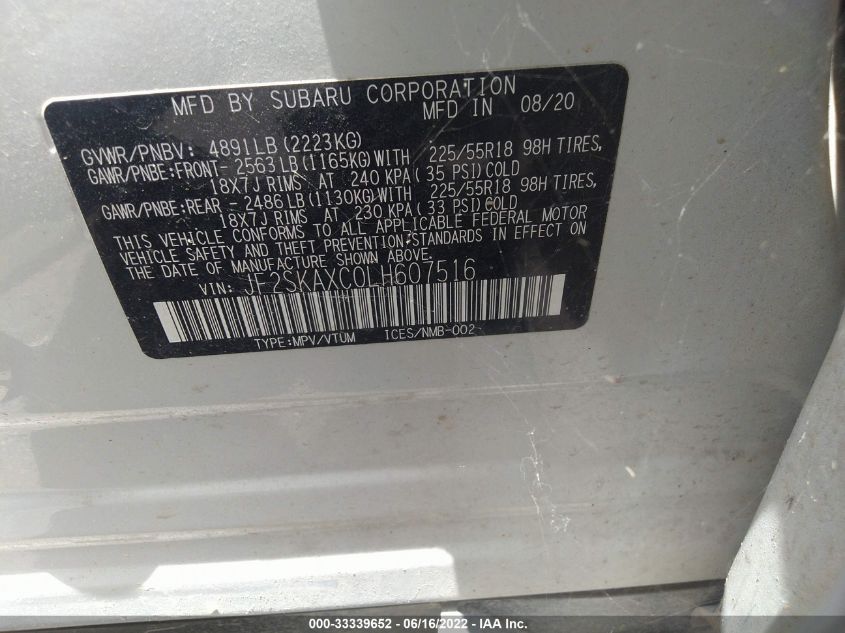 MFD BY SUBARU CORPORATION
MFD IN 08/20
GVWR/PNBV: 4891LB(2223KG)
GAWR/PNBE:FRONT- 2563LB(1165KG)WITH 225/55R18 98H TIRES,
18X7J RIMS AT 240 KPA(35 PSI)COLD
GAWR/PNBE:REAR - 2486LB(1130KG)WITH 225/55R18 98H TIRES,
18X7J RIMS AT 230 KPA(33 PSI)COLD
THIS VEHICLE CONFORMS TO ALL APPLICABLE FEDERAL MOTOR
VEHICLE SAFETY AND THEFT PREVENTION STANDARDS IN EFFECT ON
THE DATE OF MANUFACTURE SHOWN ABOVE.
VIN: JF2SKAXC0LH607516
TYPE:MPV/VTUM ICES/NMB-002
000-33339652 - 06/16/2022 - IAA Inc.